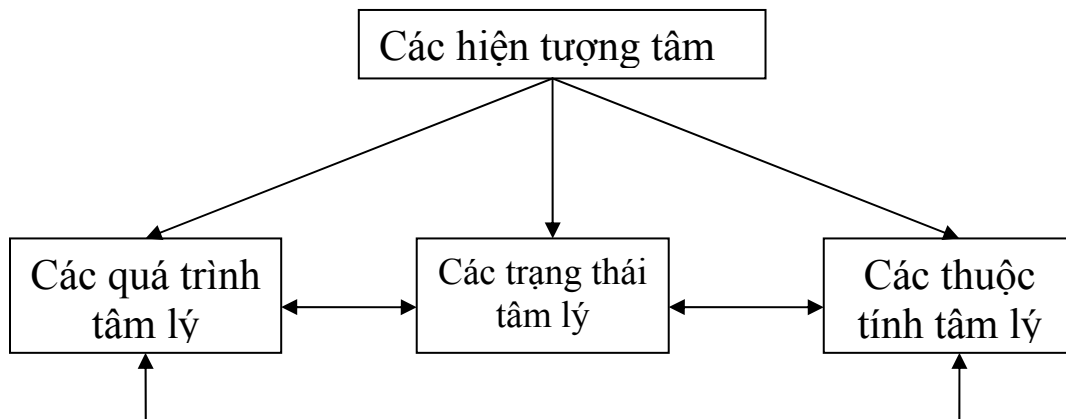 Các hiện tượng tâm
Các quá trình
tâm lý
Các trạng thái
tâm lý
Các thuộc
tính tâm lý